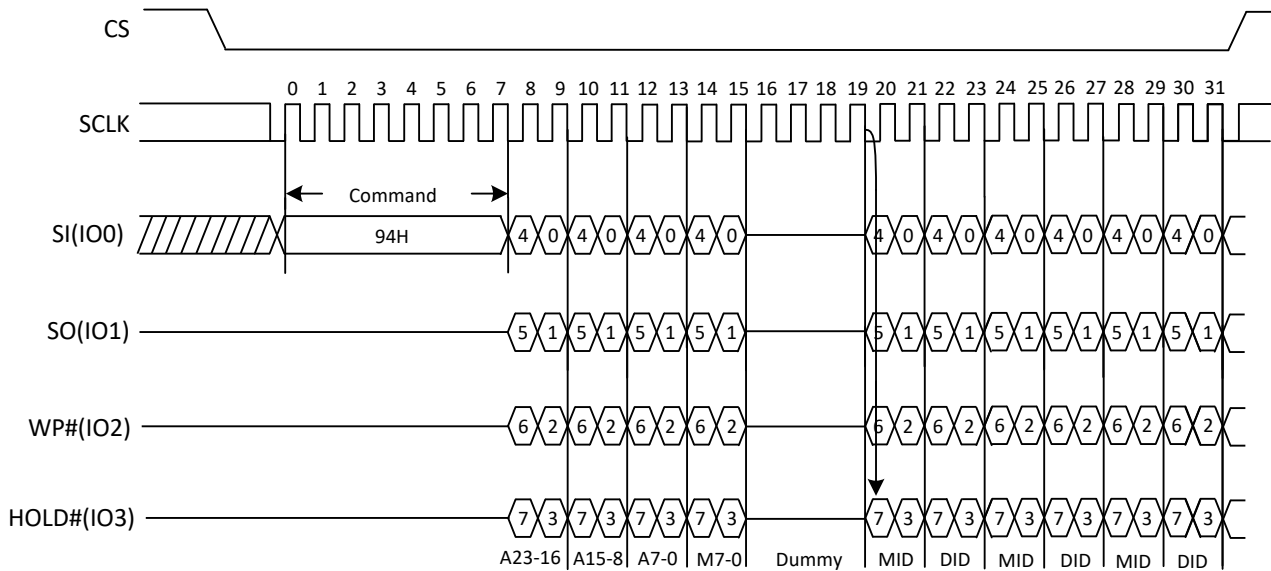 CS
0 1 2 3 4 5 6 7 8 9 10 11 12 13 14 15 16 17 18 19 20 21 22 23 24 25 26 27 28 29 30 31
SCLK
Command
SI(IO0) 94H 4 0 4 0 4 0 4 0 4 0 4 0 4 0 4 0 4 0 4 0
SO(IO1) 5 1 5 1 5 1 5 1 5 1 5 1 5 1 5 1 5 1 5 1
WP#(IO2) 6 2 6 2 6 2 6 2 6 2 6 2 6 2 6 2 6 2 6 2
HOLD#(IO3) 7 3 7 3 7 3 7 3 7 3 7 3 7 3 7 3 7 3 7 3
A23-16 A15-8 A7-0 M7-0 Dummy MID DID MID DID MID DID